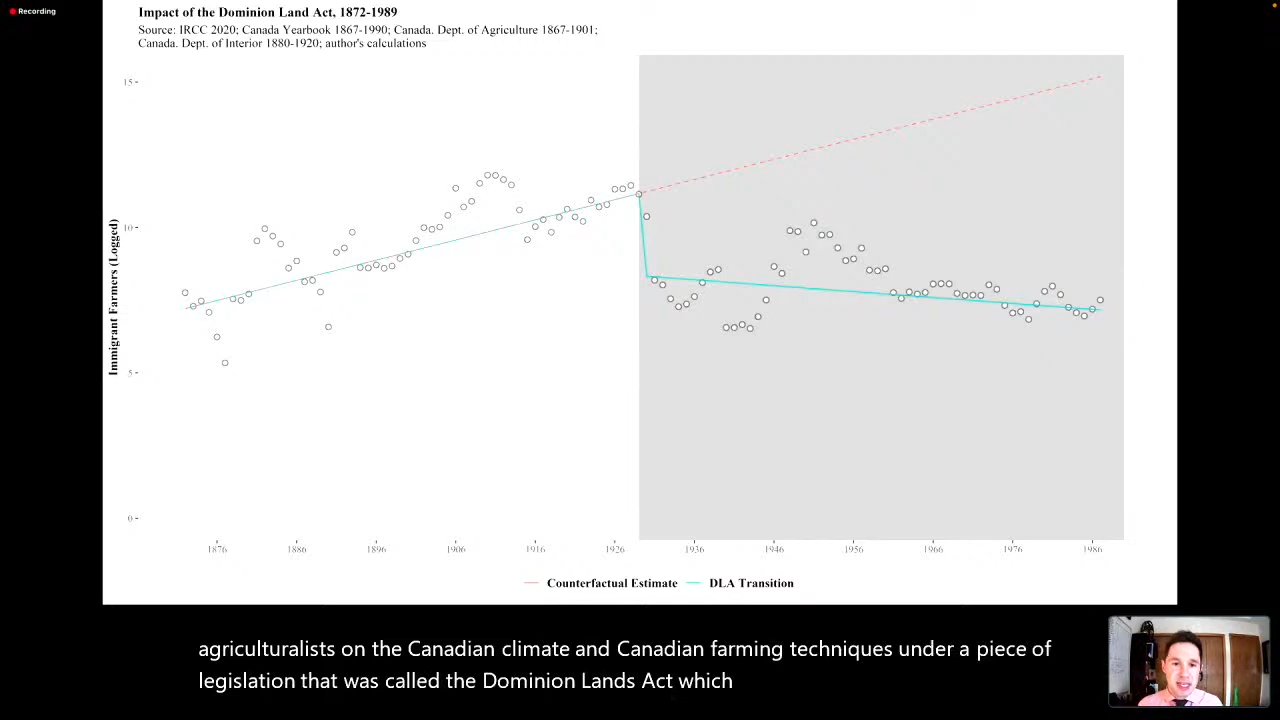 Recording
Impact of the Dominion Land Act, 1872-1989
Source: IRCC 2020; Canada Yearbook 1867-1990; Canada. Dept. of Agriculture 1867-1901;
Canada. Dept. of Interior 1880-1920; author's calculations
15
10
5
0
Immigrant Farmers (Logged)
1876 1886 1896 1906 1916 1926 1936 1946 1956 1966 1976 1986
Counterfactual Estimate DLA Transition
agriculturalists on the Canadian climate and Canadian farming techniques under a piece of
legislation that was called the Dominion Lands Act which